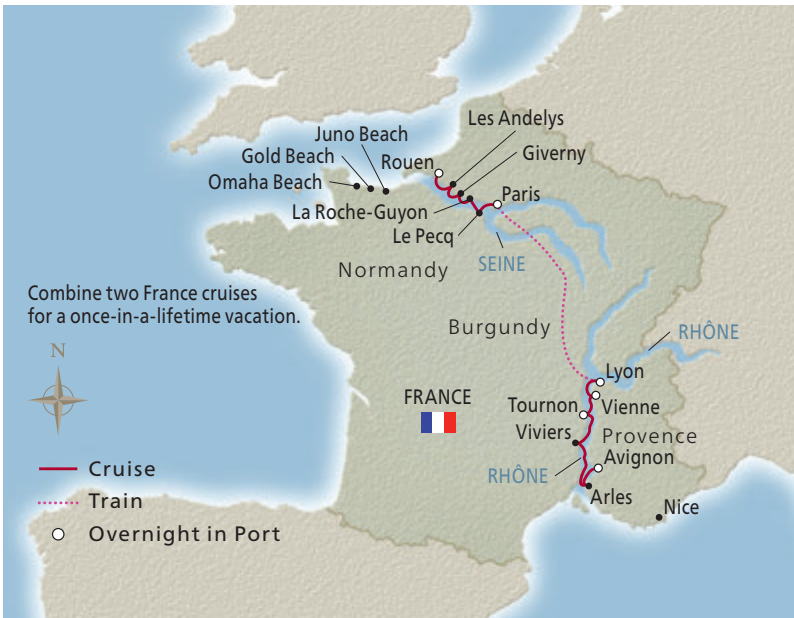 Les Andelys
Juno Beach
Giverny
Gold Beach
Rouen
Omaha Beach
Paris
La Roche-Guyon
Le Pecq
SEINE
Normandy
Combine two France cruises
for a once-in-a-lifetime vacation.
Burgundy
RHÔNE
N
Lyon
FRANCE
Tournon
Vienne
Viviers
Provence
Avignon
Cruise
RHÔNE
Train
Arles
Nice
Overnight in Port